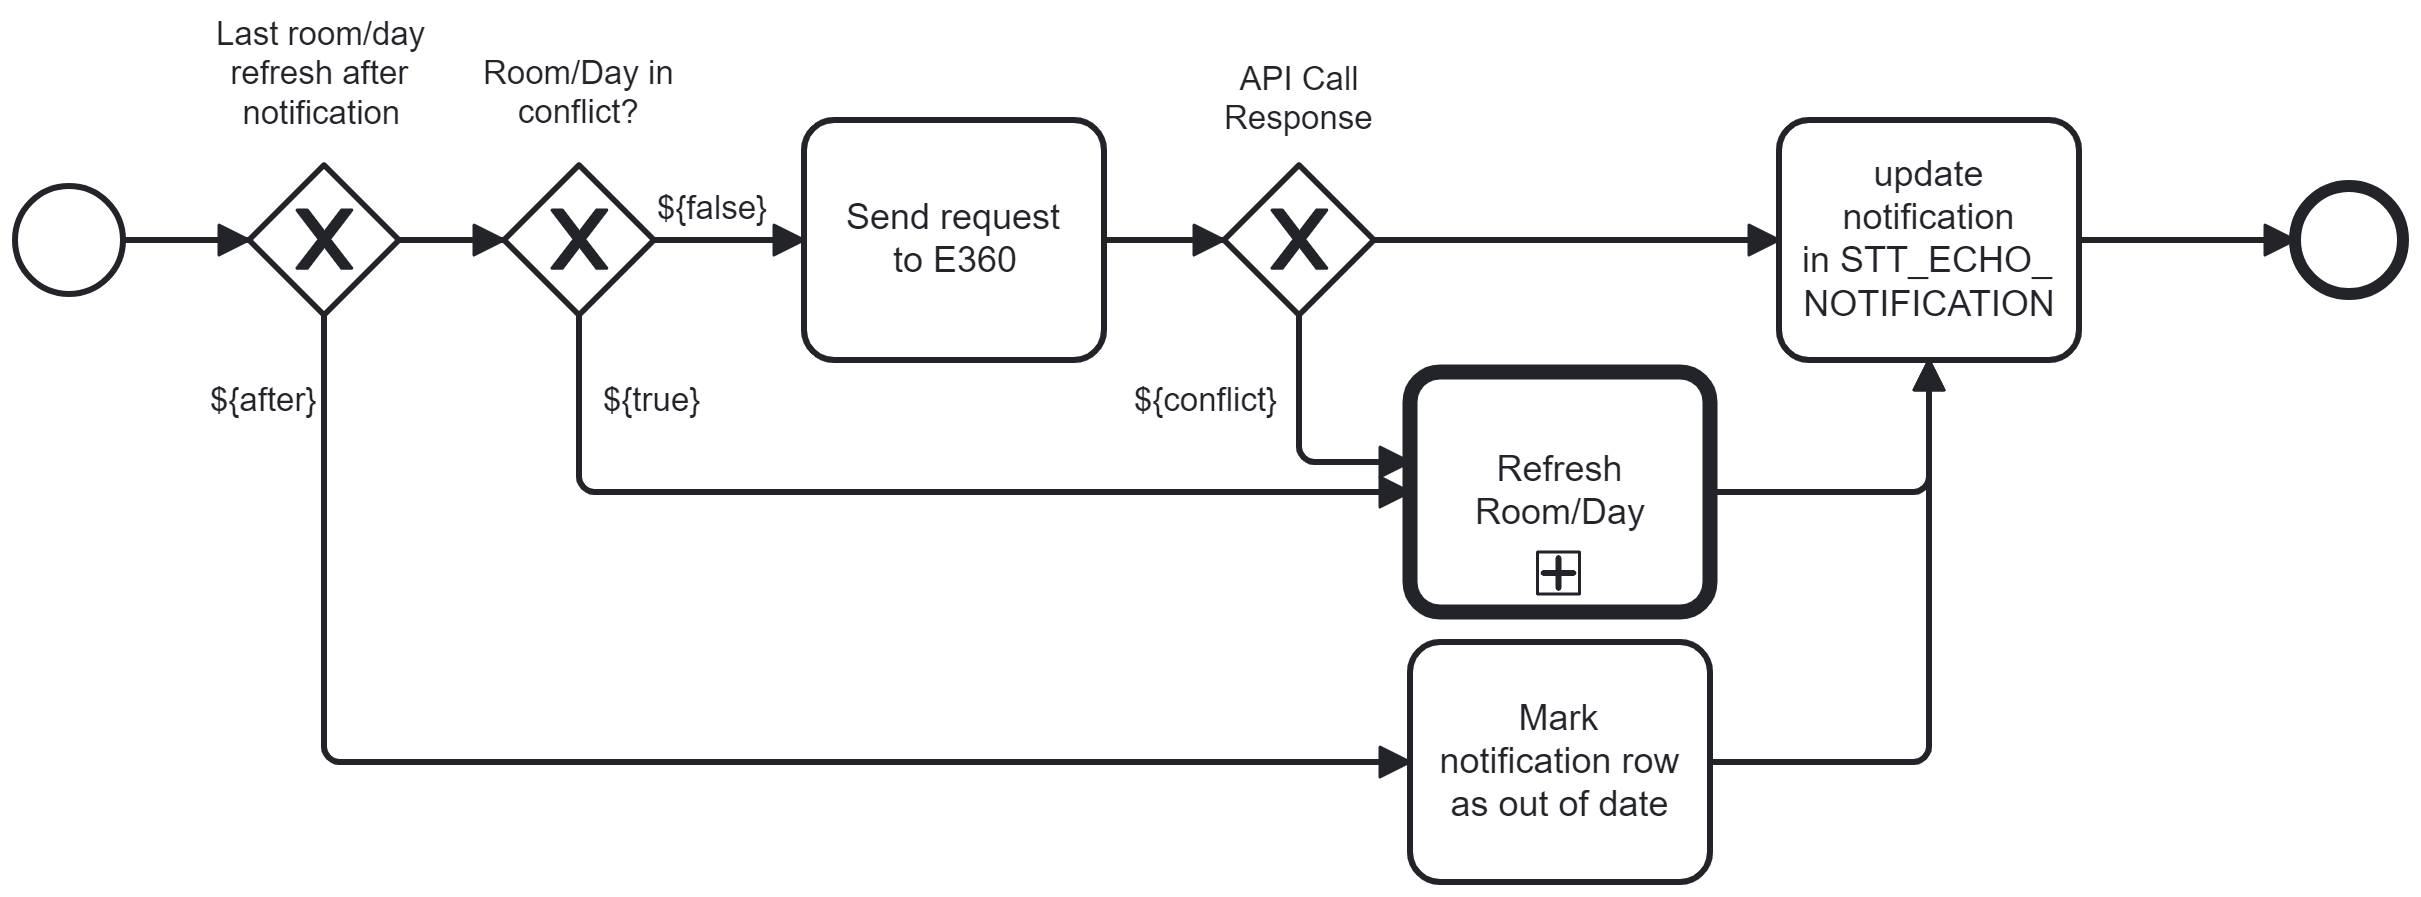 Last room/day
refresh after
notification
Room/Day in
conflict?
API Call
Response
${false}
Send request
to E360
update
notification
in STT_ECHO_
NOTIFICATION
${after}
${true}
${conflict}
Refresh
Room/Day
Mark
notification row
as out of date